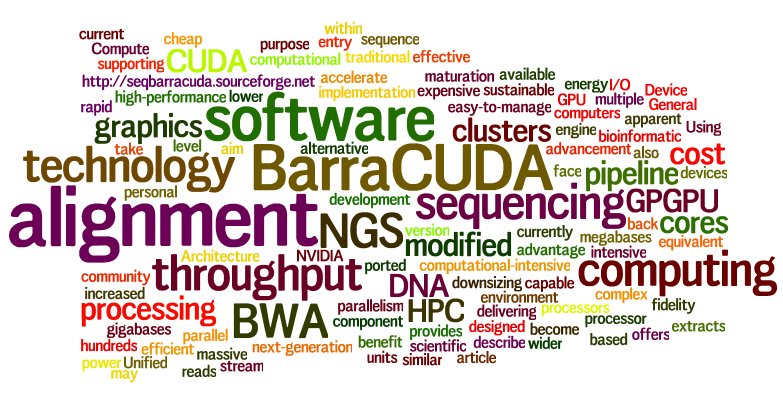 current cheap within
Compute purpose entry sequence
supporting CUDA computational traditional effective
http://seqbarracuda.sourceforge.net accelerate maturation available
rapid high-performance lower implementation expensive sustainable energy I/O Device
graphics software easy-to-manage GPU multiple General
computers
level clusters engine apparent Using
take aim alternative bioinformatic
technology BarraCUDA advancement also cost
face pipeline devices
personal development sequencing GPGPU
alignment NGS version currently back cores
modified advantage megabases equivalent
Architecture NVIDIA intensive
community throughput ported computational-intensive computing
increased DNA downsizing capable
processing parallelism HPC environment complex
BWA component delivering processors fidelity
gigabases parallel provides designed become processor extracts
hundreds efficient next-generation benefit scientific describe wider based offers
power Unified massive units similar article
may reads stream